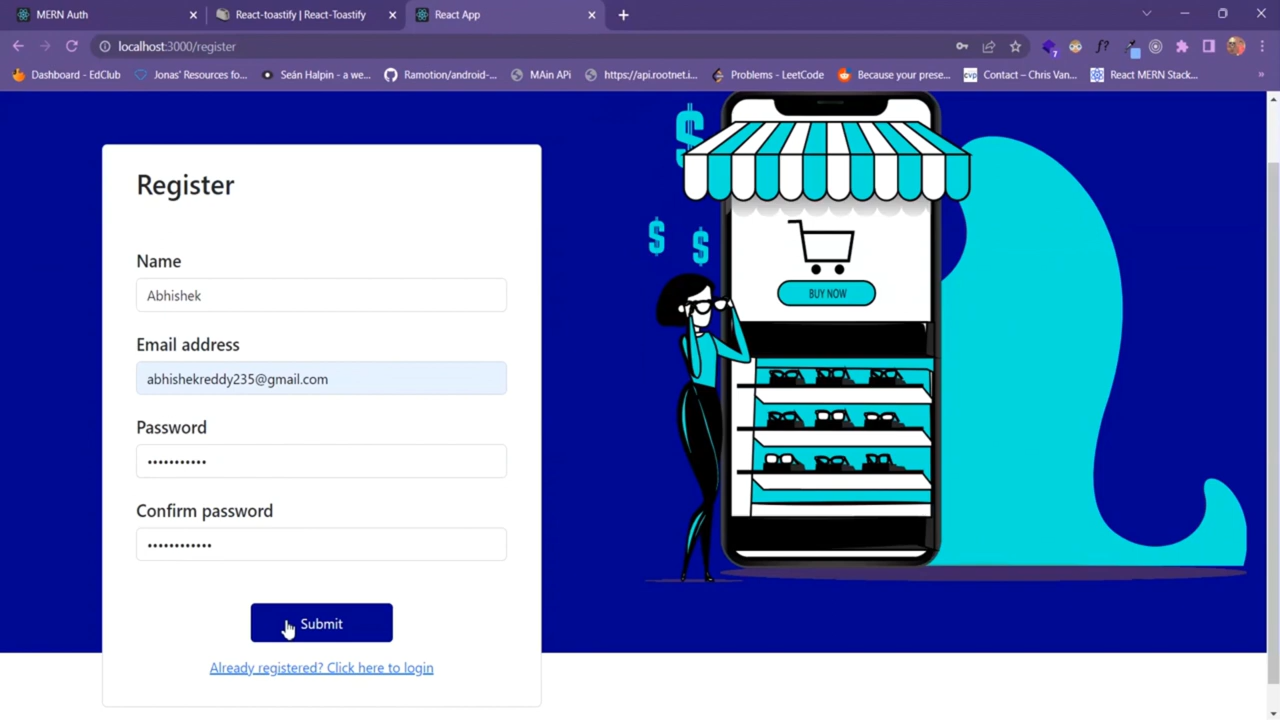 MERN Auth
React-toastify | React-Toastify
React App
localhost:3000/register
7
f?
Dashboard - EdClub
Jonas' Resources fo...
Seán Halpin - a we...
Ramotion/android-...
MAin APi
https://api.rootnet.i...
Problems - LeetCode
Because your prese...
cvp
Contact – Chris Van...
React MERN Stack...
»
Register
Name
Abhishek
Email address
abhishekreddy235@gmail.com
Password
•••••••••••
Confirm password
••••••••••••
Submit
Already registered? Click here to login
$
$
$
BUY NOW